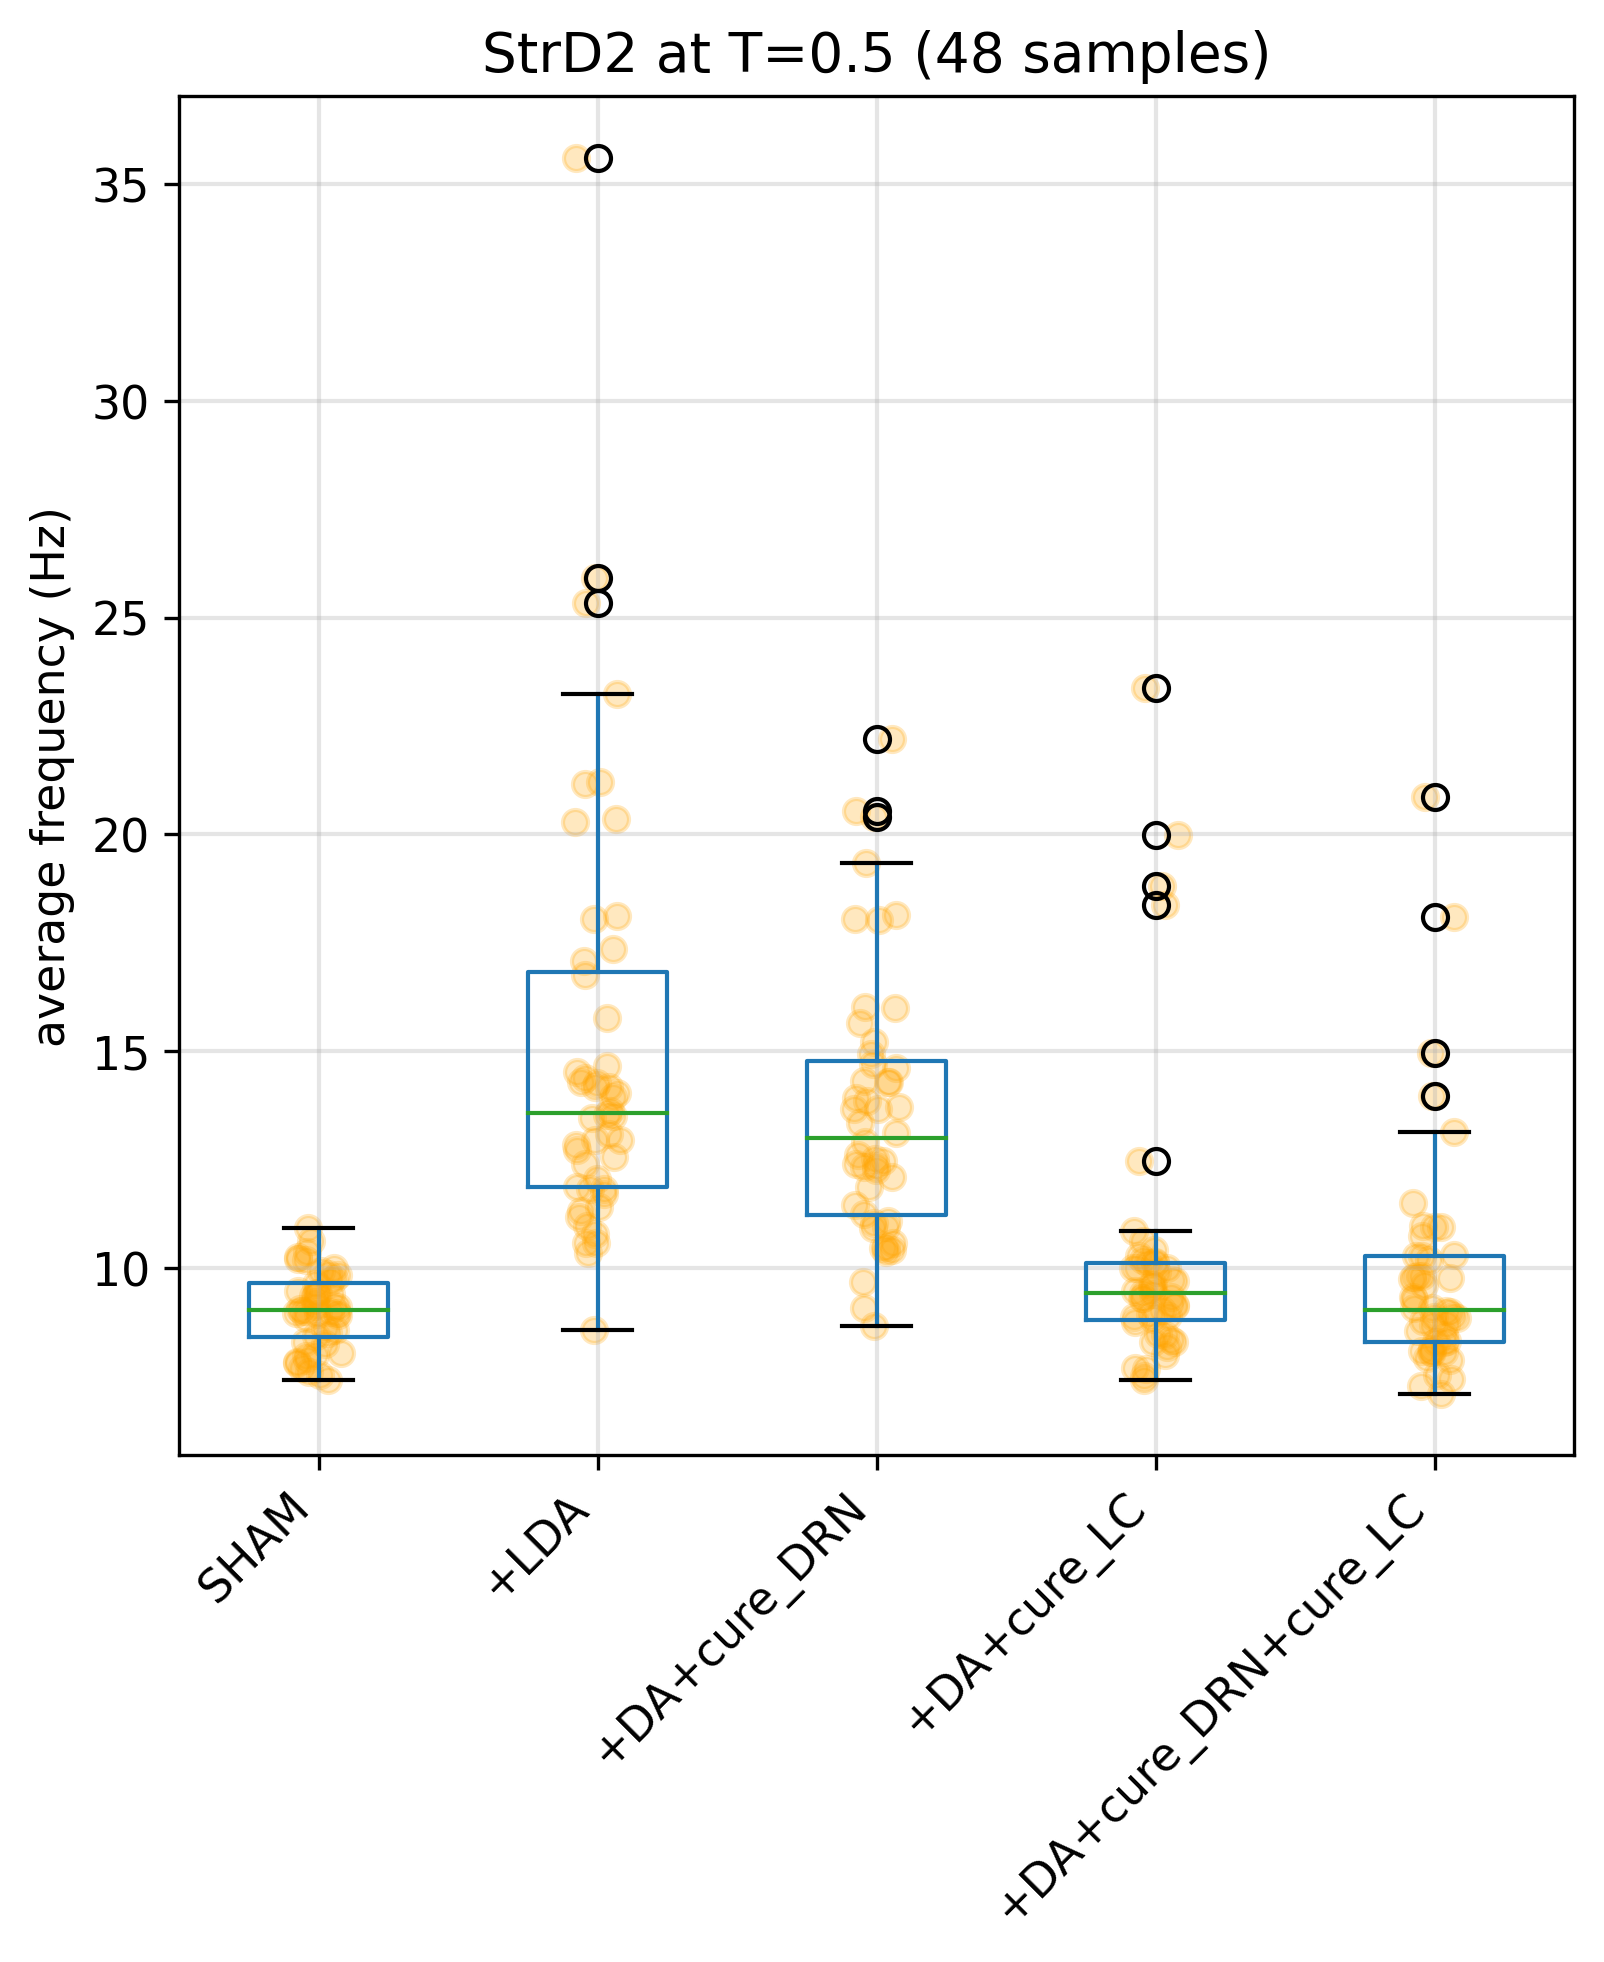 StrD2 at T=0.5 (48 samples)
average frequency (Hz)
35
30
25
20
15
10
SHAM
+LDA
+DA+cure_DRN
+DA+cure_LC
+DA+cure_DRN+cure_LC